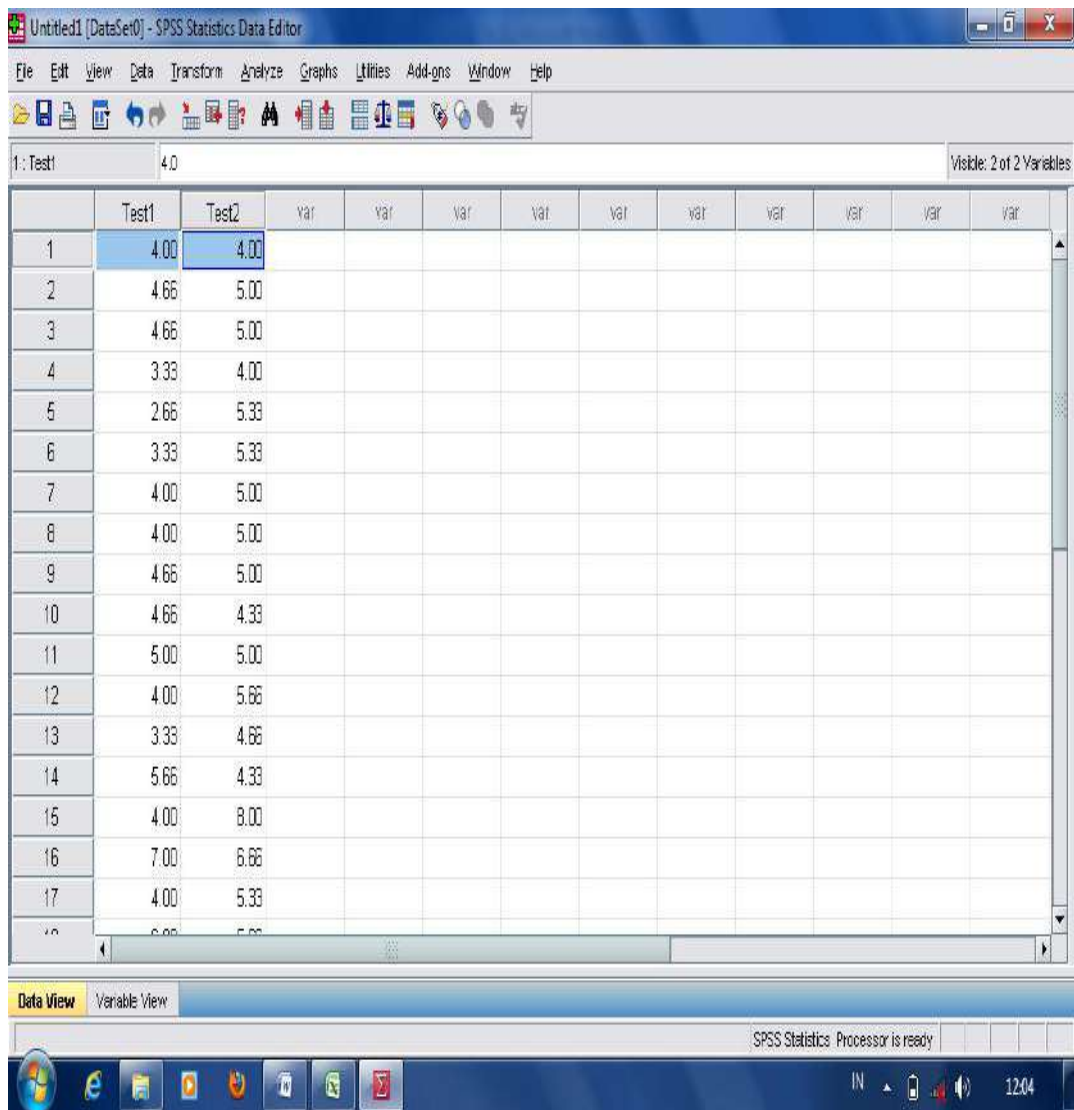 Untitled1 [DataSet0] - SPSS Statistics Data Editor
File Edit View Data Transform Analyze Graphs Utilities Add-ons Window Help
1 : Test1 4.0 Visible: 2 of 2 Variables
Test1 Test2 var var var var var var var var var var
1 4.00 4.00
2 4.66 5.00
3 4.66 5.00
4 3.33 4.00
5 2.66 5.33
6 3.33 5.33
7 4.00 5.00
8 4.00 5.00
9 4.66 5.00
10 4.66 4.33
11 5.00 5.00
12 4.00 5.66
13 3.33 4.66
14 5.66 4.33
15 4.00 8.00
16 7.00 6.66
17 4.00 5.33
Data View Variable View
SPSS Statistics Processor is ready
IN 12:04